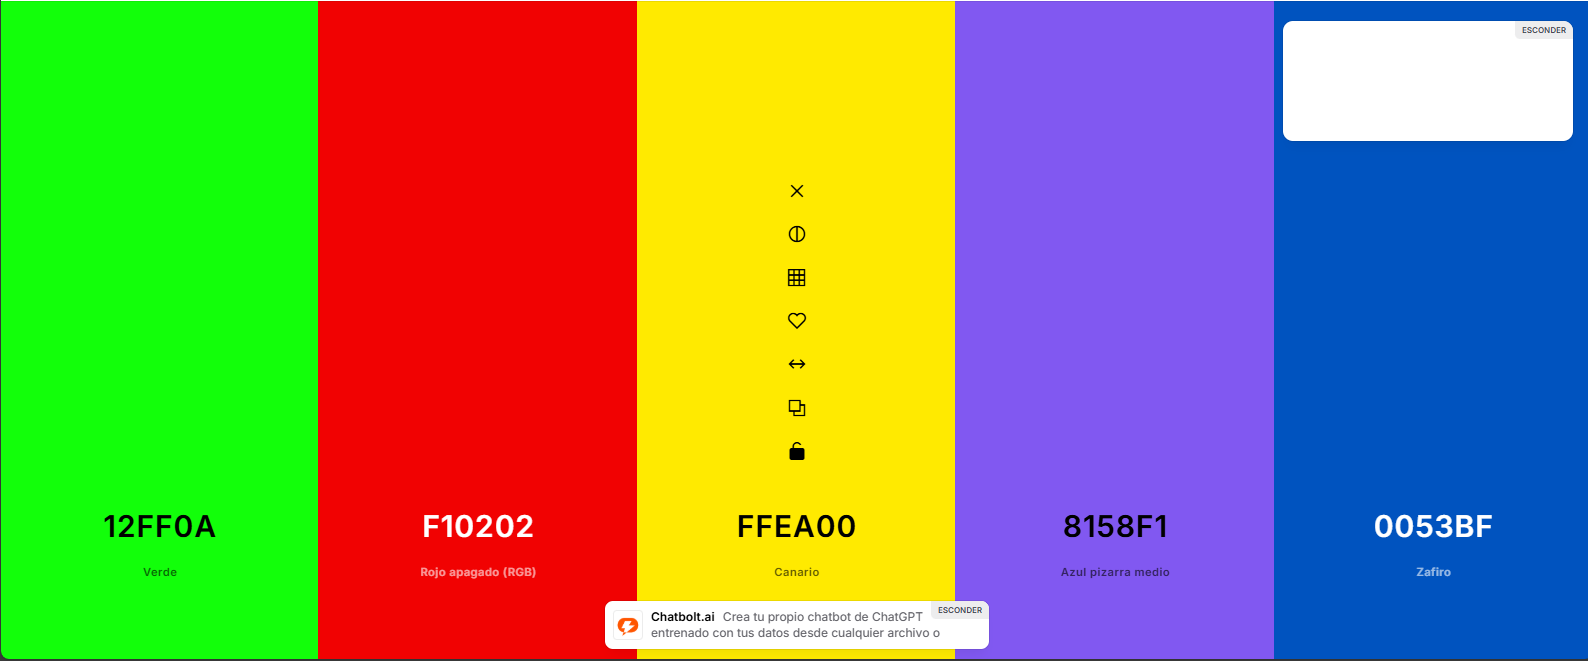 ESCONDER
12FF0A
Verde
F10202
Rojo apagado (RGB)
FFEA00
Canario
8158F1
Azul pizarra medio
0053BF
Zafiro
Chatbolt.ai Crea tu propio chatbot de ChatGPT
entrenado con tus datos desde cualquier archivo o
ESCONDER